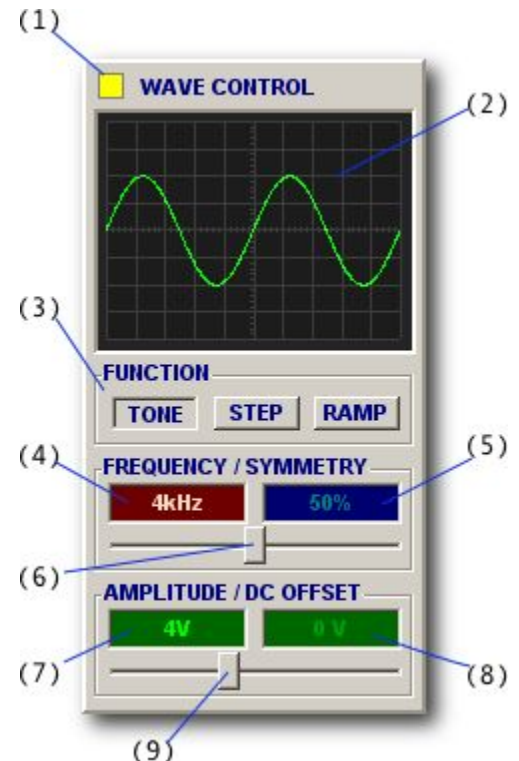 (1)
WAVE CONTROL
(2)
(3)
FUNCTION
TONE STEP RAMP
(4)
(5)
FREQUENCY / SYMMETRY
4kHz 50%
(6)
AMPLITUDE / DC OFFSET
4V 0 V
(7)
(8)
(9)